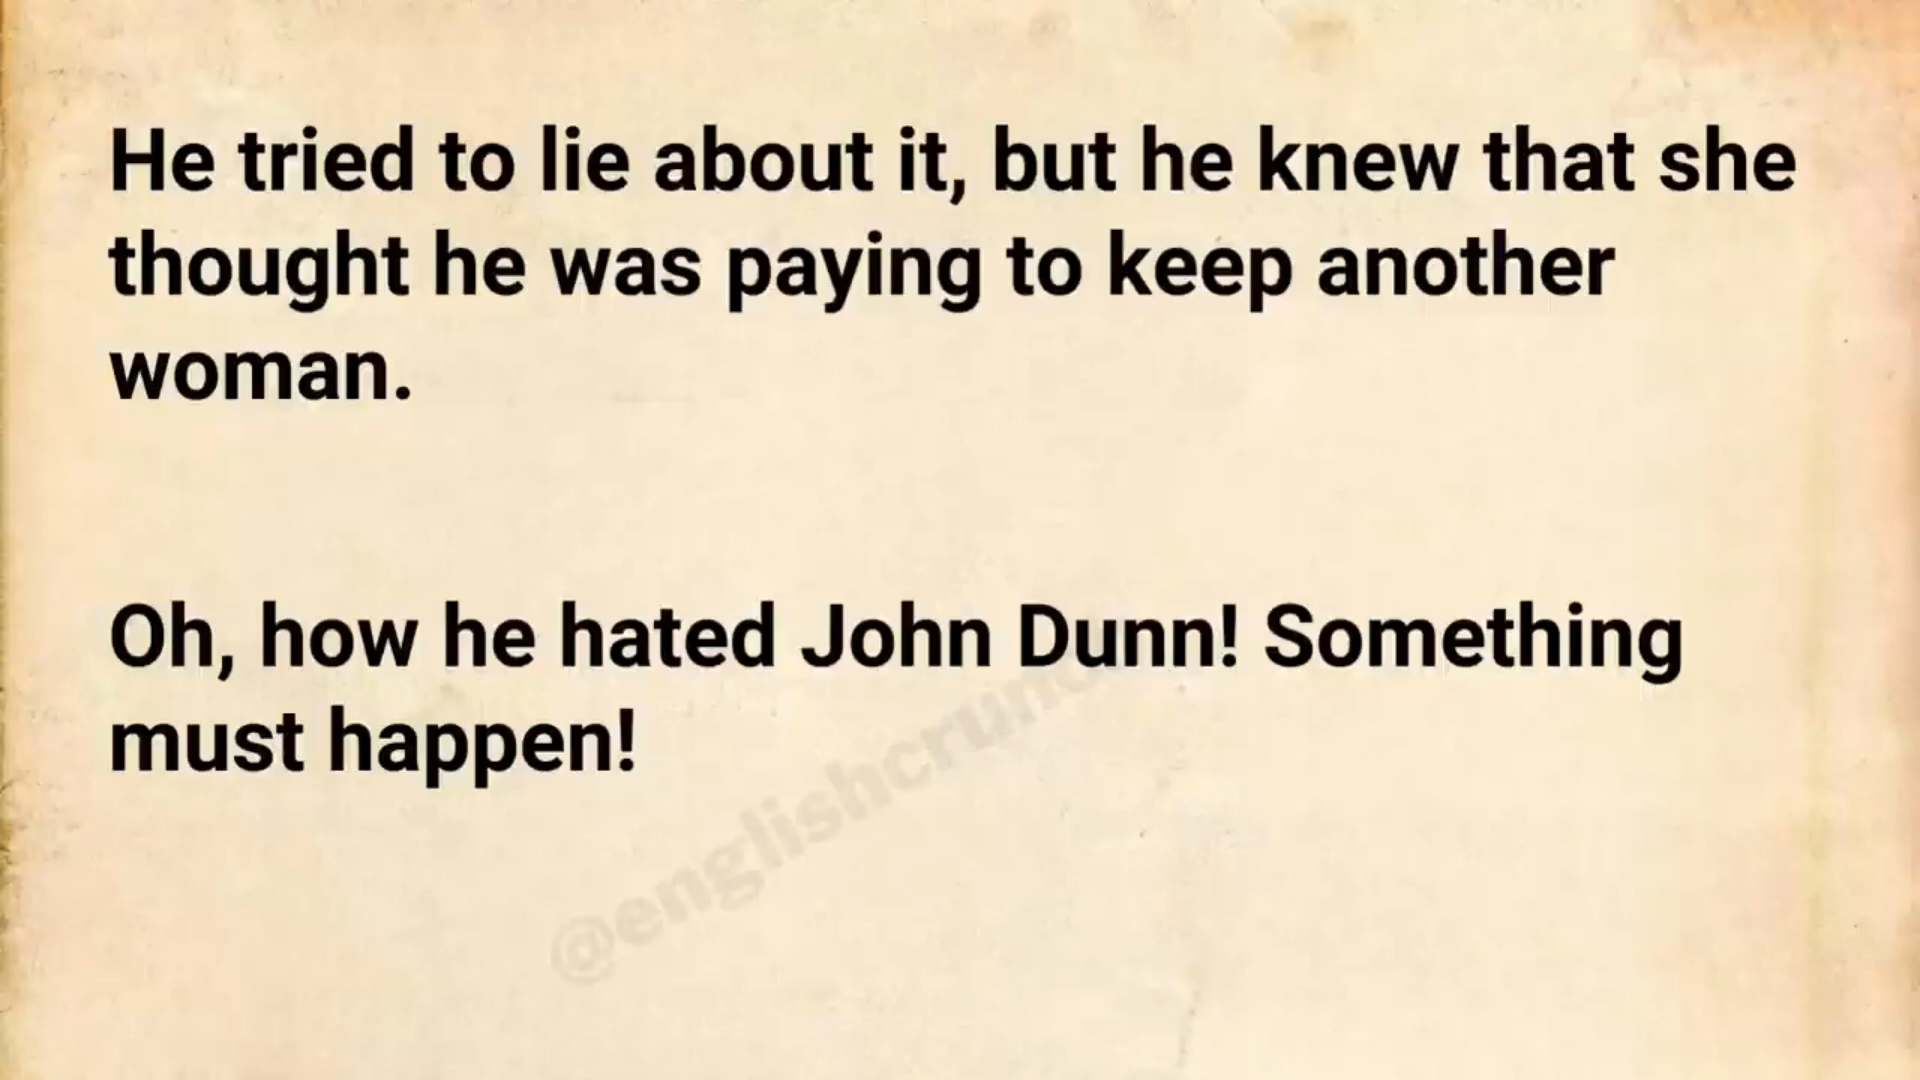 He tried to lie about it, but he knew that she
thought he was paying to keep another
woman.
Oh, how he hated John Dunn! Something
must happen!